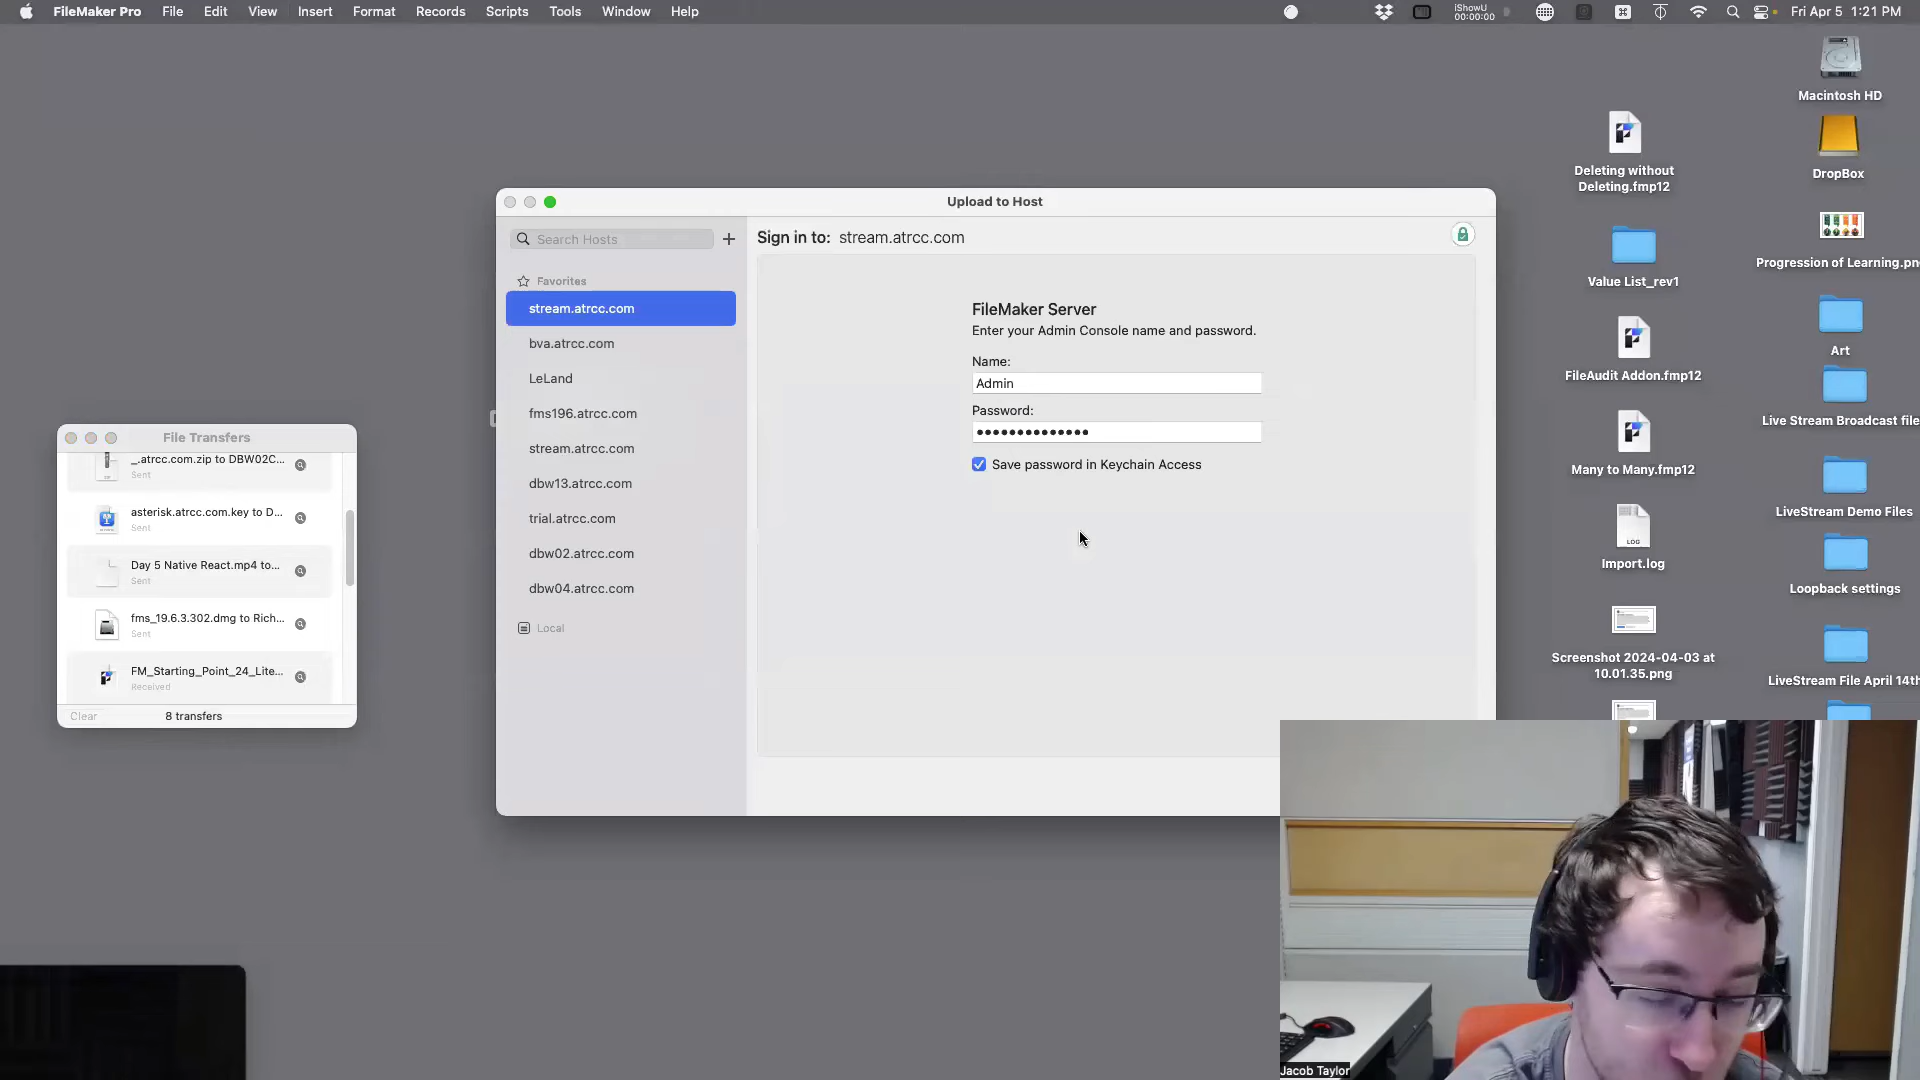 FileMaker Pro File Edit View Insert Format Records Scripts Tools Window Help
iShowU
00:00:00
Fri Apr 5 1:21 PM
Macintosh HD
Deleting without
Deleting.fmp12
DropBox
Value List_rev1
Progression of Learning.pn
FileAudit Addon.fmp12
Art
Many to Many.fmp12
Live Stream Broadcast file
LOG
Import.log
LiveStream Demo Files
Loopback settings
Screenshot 2024-04-03 at
10.01.35.png
LiveStream File April 14th
Upload to Host
Search Hosts
Favorites
stream.atrcc.com
bva.atrcc.com
LeLand
fms196.atrcc.com
stream.atrcc.com
dbw13.atrcc.com
trial.atrcc.com
dbw02.atrcc.com
dbw04.atrcc.com
Local
Sign in to: stream.atrcc.com
FileMaker Server
Enter your Admin Console name and password.
Name:
Admin
Password:
••••••••••••••
Save password in Keychain Access
File Transfers
_.atrcc.com.zip to DBW02C...
Sent
asterisk.atrcc.com.key to D...
Sent
Day 5 Native React.mp4 to...
Sent
fms_19.6.3.302.dmg to Rich...
Sent
FM_Starting_Point_24_Lite...
Received
Clear
8 transfers
Jacob Taylor